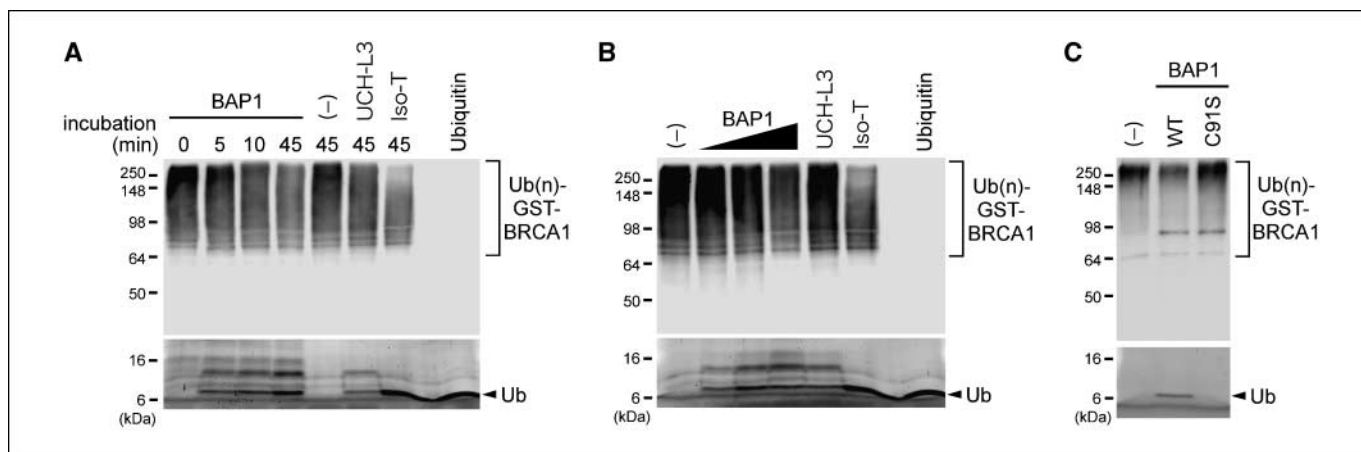 A
BAP1
(–)
UCH-L3
Iso-T
Ubiquitin
incubation
(min)
0 5 10 45 45 45 45
250
148
98
64
50
16
6
(kDa)
Ub(n)-
GST-
BRCA1
Ub
B
(–)
BAP1
UCH-L3
Iso-T
Ubiquitin
250
148
98
64
50
16
6
(kDa)
Ub(n)-
GST-
BRCA1
Ub
C
BAP1
(–)
WT
C91S
250
148
98
64
50
16
6
(kDa)
Ub(n)-
GST-
BRCA1
Ub